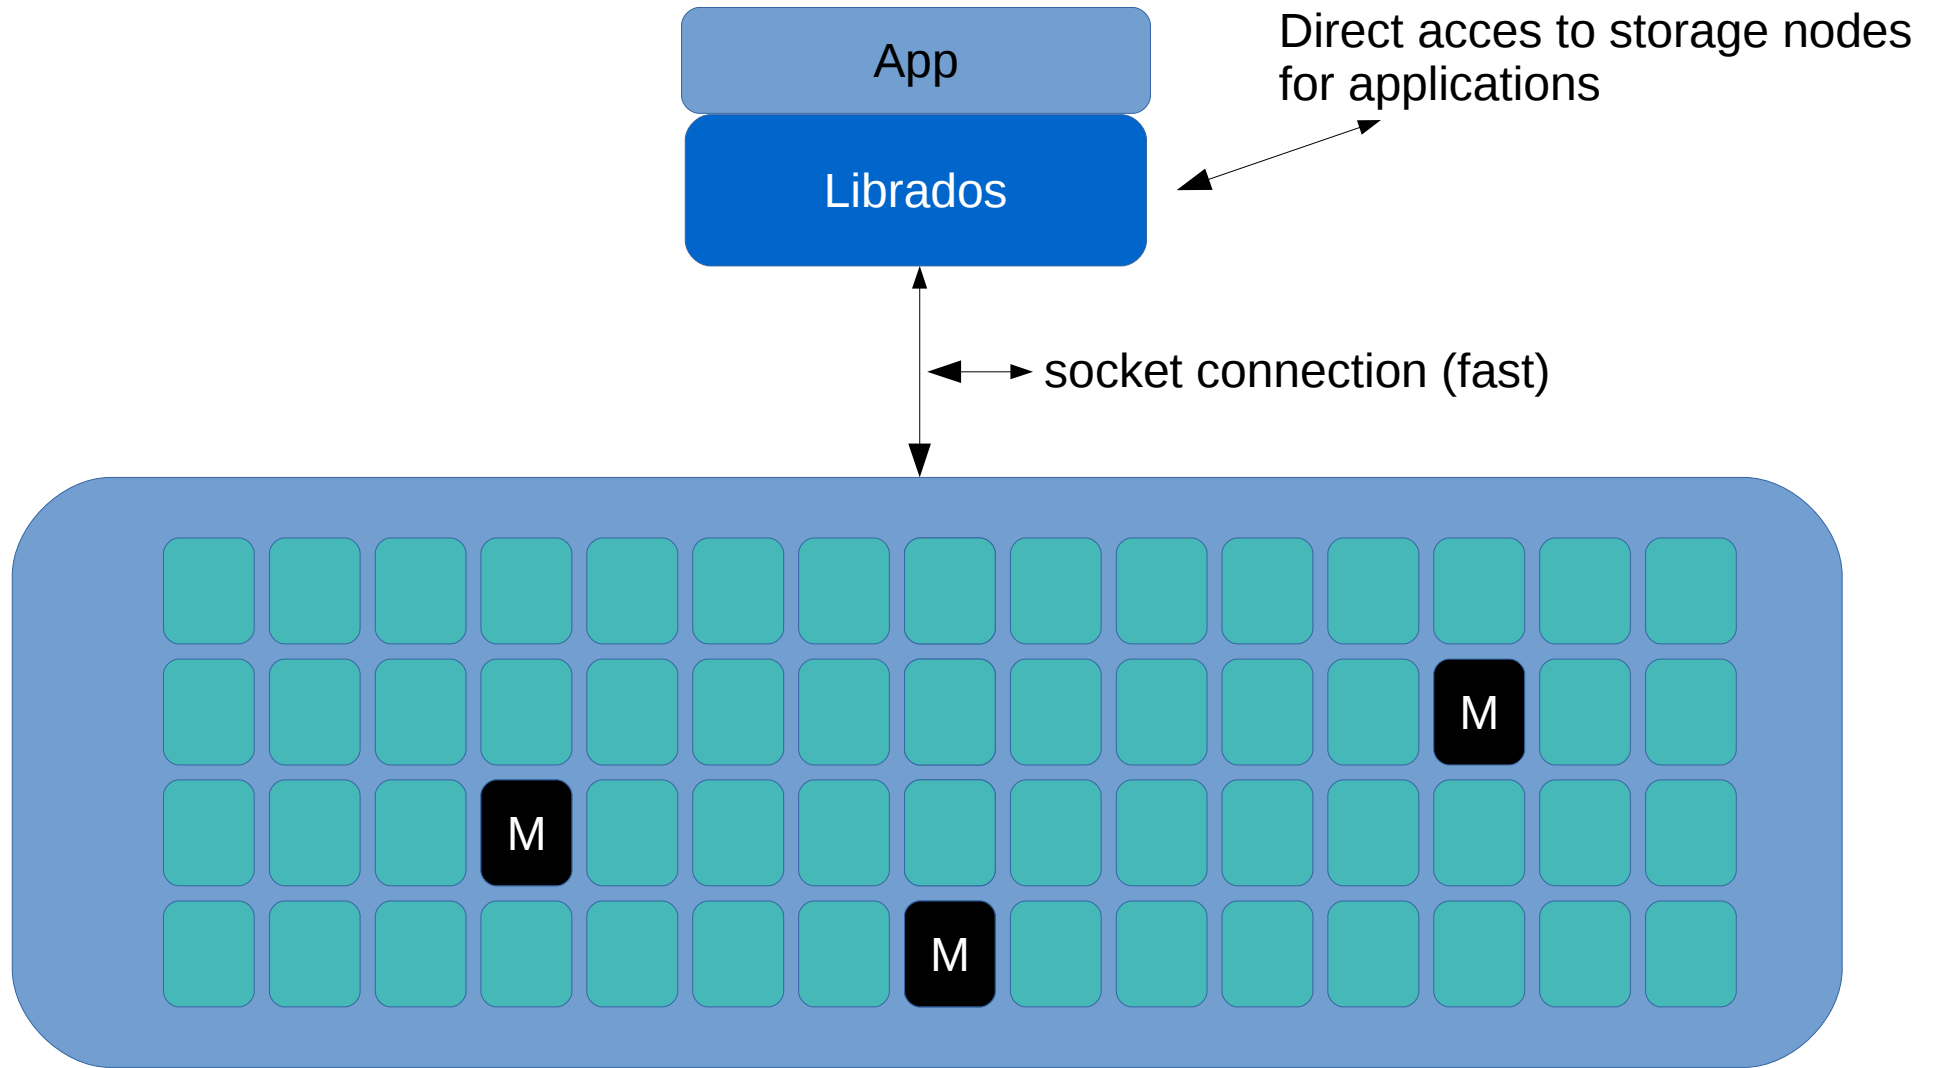 App
Direct acces to storage nodes
for applications
Librados
socket connection (fast)
M
M
M